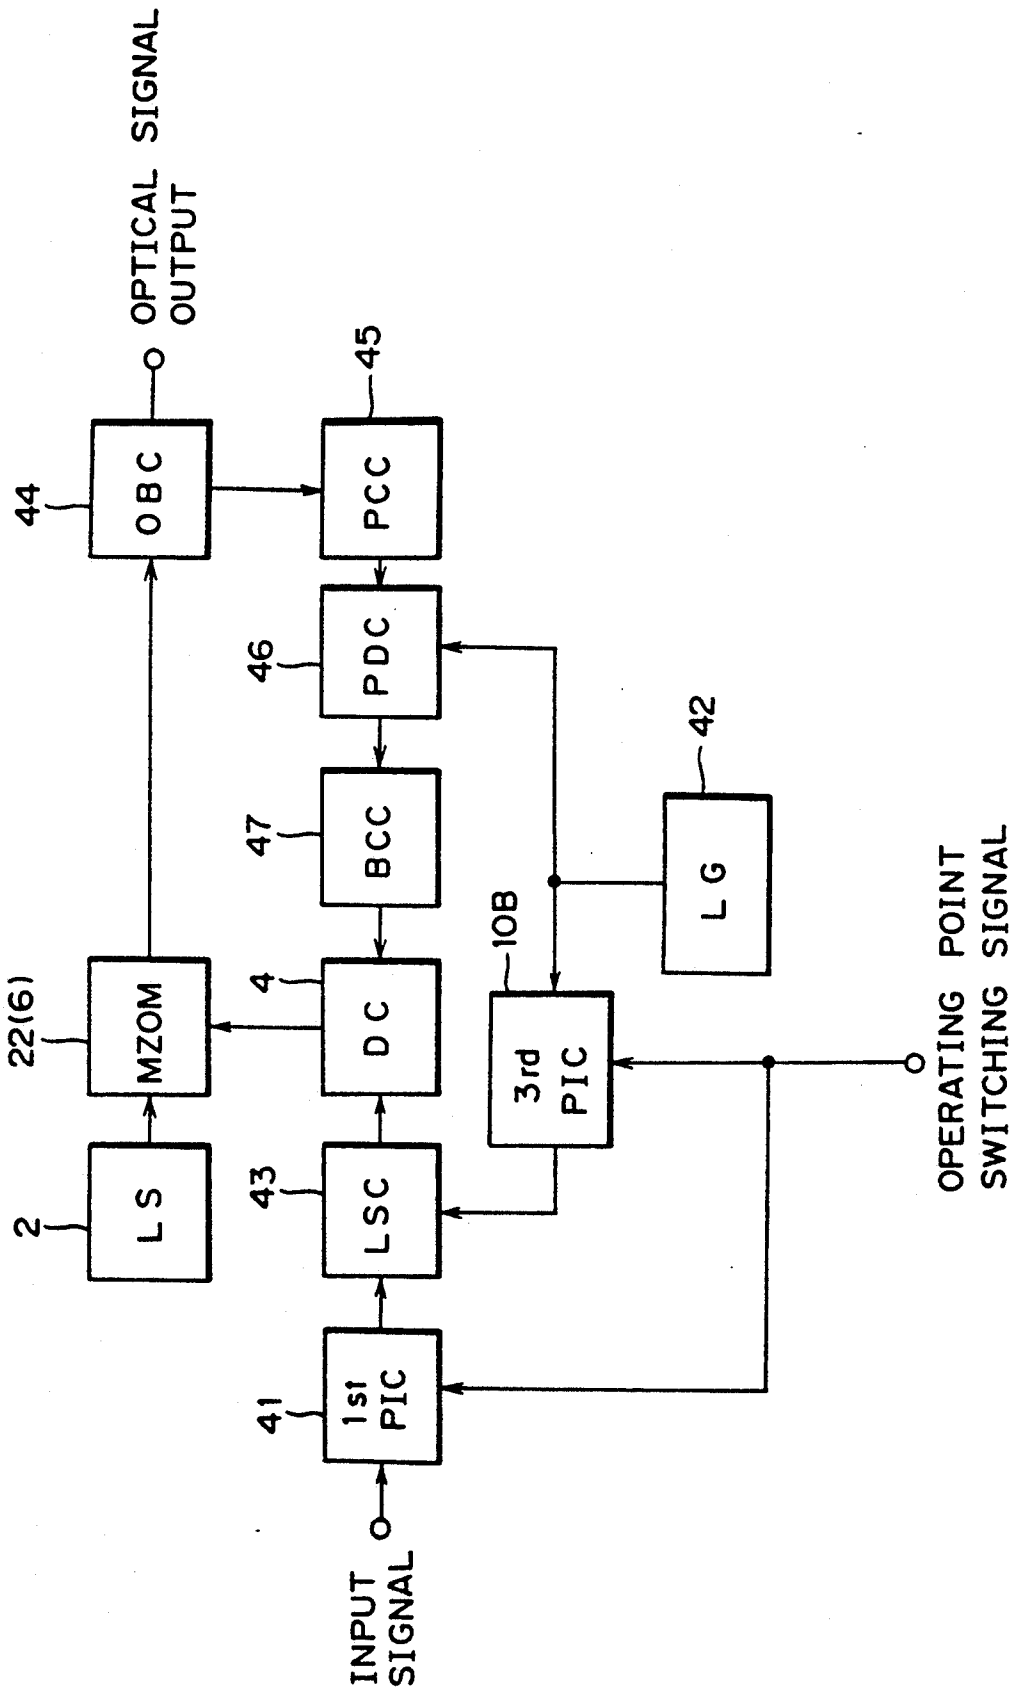 2
LS
22(6)
MZOM
44
OBC
OPTICAL SIGNAL
OUTPUT
INPUT
SIGNAL
41
1st
PIC
43
LSC
4
DC
47
BCC
46
PDC
45
PCC
10B
3rd
PIC
42
LG
OPERATING POINT
SWITCHING SIGNAL